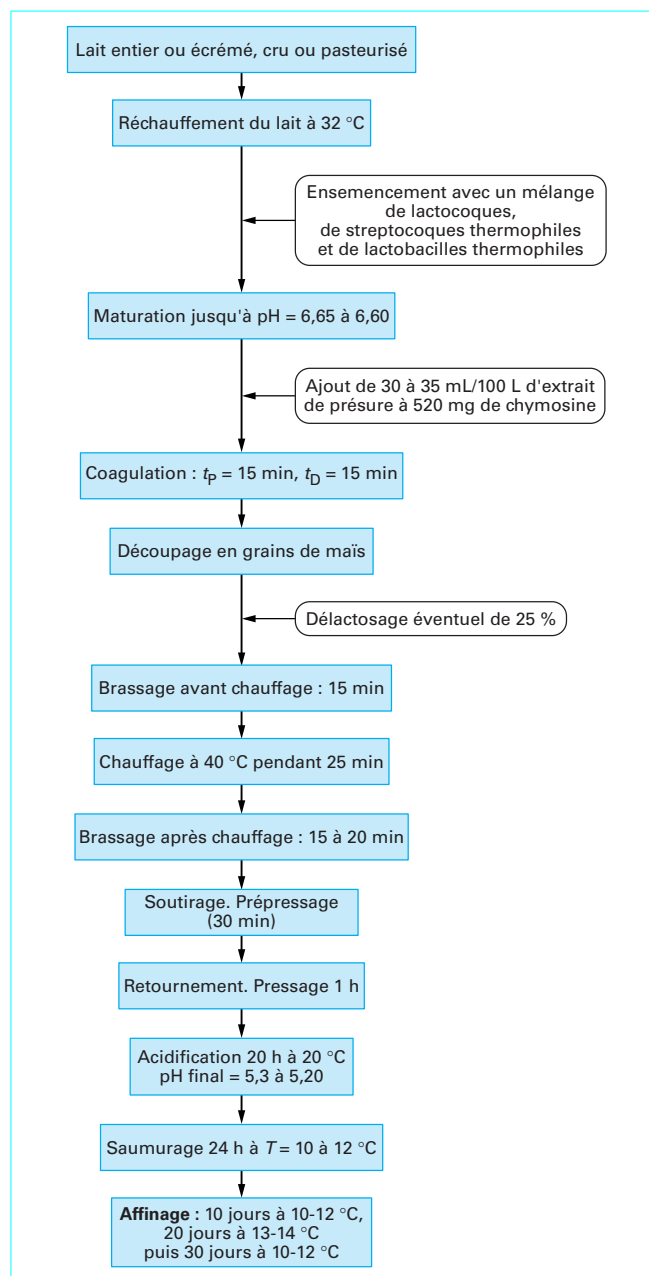 Lait entier ou écrémé, cru ou pasteurisé
Réchauffement du lait à 32 °C
Ensemencement avec un mélange
de lactocoques,
de streptocoques thermophiles
et de lactobacilles thermophiles
Maturation jusqu'à pH = 6,65 à 6,60
Ajout de 30 à 35 mL/100 L d'extrait
de présure à 520 mg de chymosine
Coagulation : tP = 15 min, tD = 15 min
Découpage en grains de maïs
Délactosage éventuel de 25 %
Brassage avant chauffage : 15 min
Chauffage à 40 °C pendant 25 min
Brassage après chauffage : 15 à 20 min
Soutirage. Prépressage
(30 min)
Retournement. Pressage 1 h
Acidification 20 h à 20 °C
pH final = 5,3 à 5,20
Saumurage 24 h à T = 10 à 12 °C
Affinage : 10 jours à 10-12 °C,
20 jours à 13-14 °C
puis 30 jours à 10-12 °C